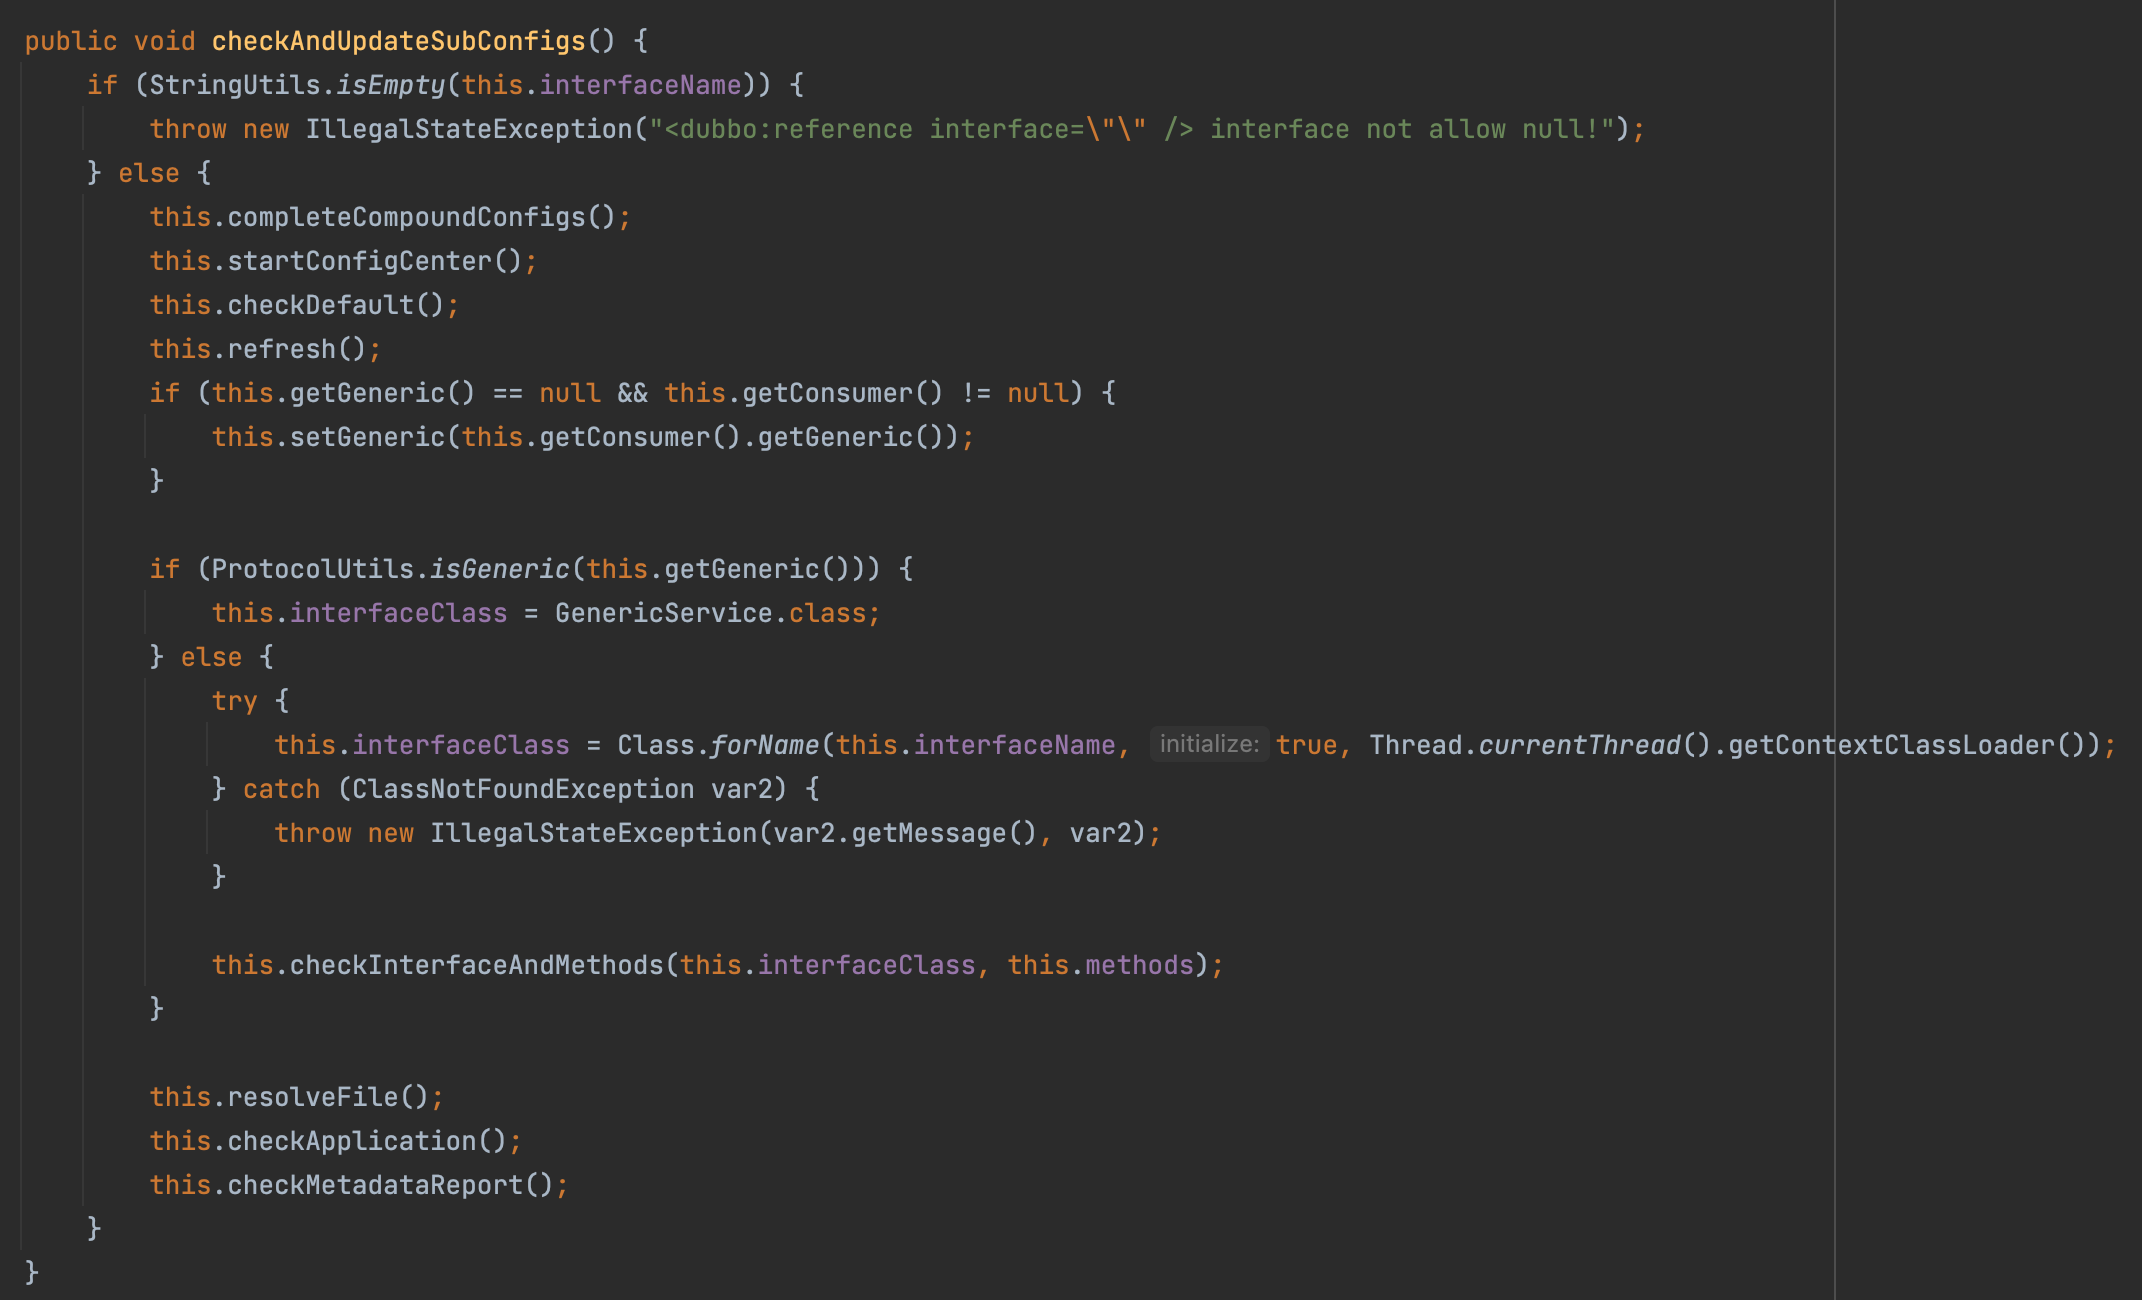 public void checkAndUpdateSubConfigs() {
    if (StringUtils.isEmpty(this.interfaceName)) {
        throw new IllegalStateException("<dubbo:reference interface=\"\" /> interface not allow null!");
    } else {
        this.completeCompoundConfigs();
        this.startConfigCenter();
        this.checkDefault();
        this.refresh();
        if (this.getGeneric() == null && this.getConsumer() != null) {
            this.setGeneric(this.getConsumer().getGeneric());
        }

        if (ProtocolUtils.isGeneric(this.getGeneric())) {
            this.interfaceClass = GenericService.class;
        } else {
            try {
                this.interfaceClass = Class.forName(this.interfaceName, initialize: true, Thread.currentThread().getContextClassLoader());
            } catch (ClassNotFoundException var2) {
                throw new IllegalStateException(var2.getMessage(), var2);
            }

            this.checkInterfaceAndMethods(this.interfaceClass, this.methods);
        }

        this.resolveFile();
        this.checkApplication();
        this.checkMetadataReport();
    }
}